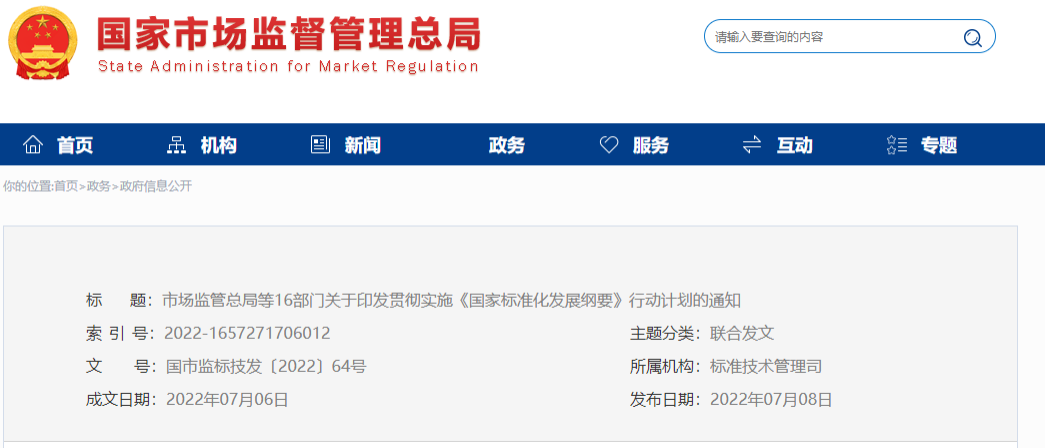 国家市场监督管理总局
State Administration for Market Regulation
请输入要查询的内容
首页 机构 新闻 政务 服务 互动 专题
你的位置:首页>政务>政府信息公开
标 题：市场监管总局等16部门关于印发贯彻实施《国家标准化发展纲要》行动计划的通知
索 引 号：2022-1657271706012 主题分类：联合发文
文 号：国市监标技发〔2022〕64号 所属机构：标准技术管理司
成文日期：2022年07月06日 发布日期：2022年07月08日